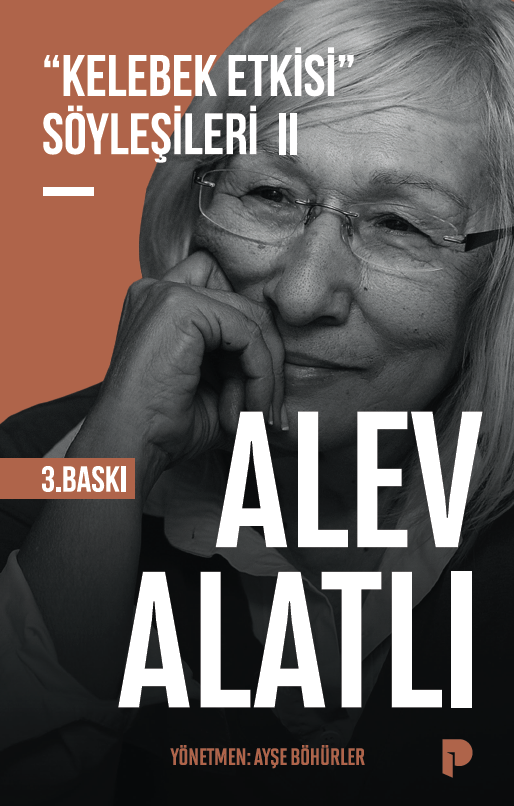 “KELEBEK ETKİSİ”
SÖYLEŞİLERİ II
ALEV
3.BASKI
ALATLI
YÖNETMEN: AYŞE BÖHÜRLER